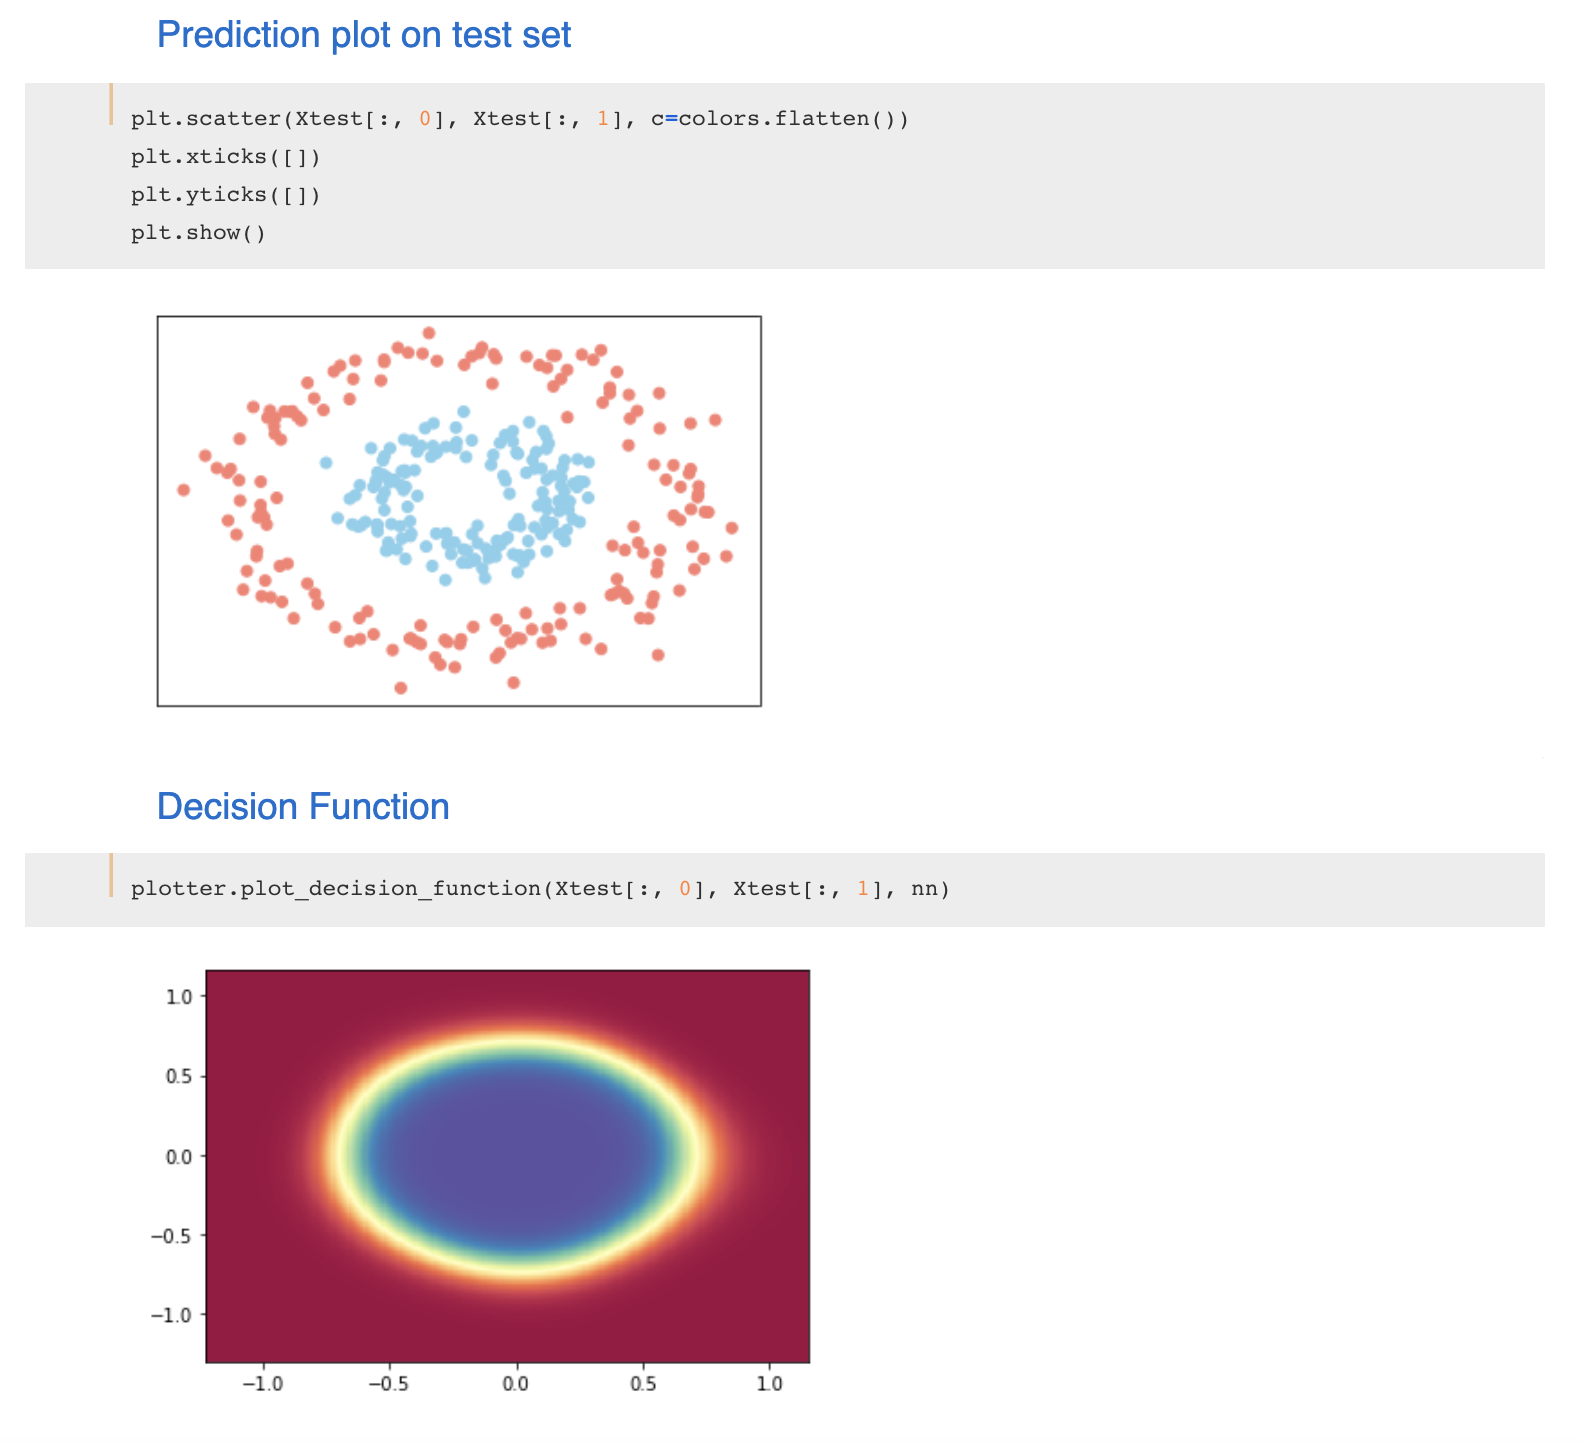 Prediction plot on test set
plt.scatter(Xtest[:, 0], Xtest[:, 1], c=colors.flatten())
plt.xticks([])
plt.yticks([])
plt.show()
Decision Function
plotter.plot_decision_function(Xtest[:, 0], Xtest[:, 1], nn)
1.0
0.5
0.0
−0.5
−1.0
−1.0 −0.5 0.0 0.5 1.0